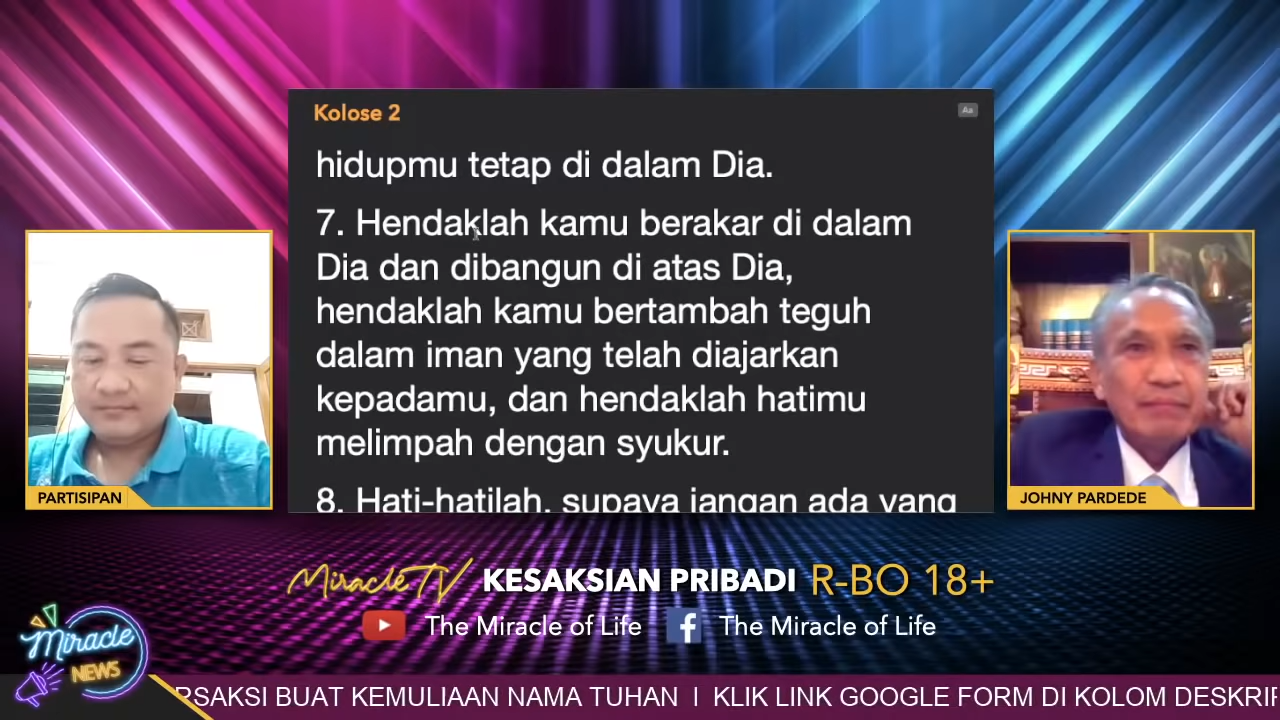 Kolose 2
Aa
hidupmu tetap di dalam Dia.
7. Hendaklah kamu berakar di dalam
Dia dan dibangun di atas Dia,
hendaklah kamu bertambah teguh
dalam iman yang telah diajarkan
kepadamu, dan hendaklah hatimu
melimpah dengan syukur.
8. Hati-hatilah, supaya jangan ada yang
PARTISIPAN
JOHNY PARDEDE
Miracle TV KESAKSIAN PRIBADI R-BO 18+
The Miracle of Life The Miracle of Life
Miracle
NEWS
RSAKSI BUAT KEMULIAAN NAMA TUHAN I KLIK LINK GOOGLE FORM DI KOLOM DESKRIP